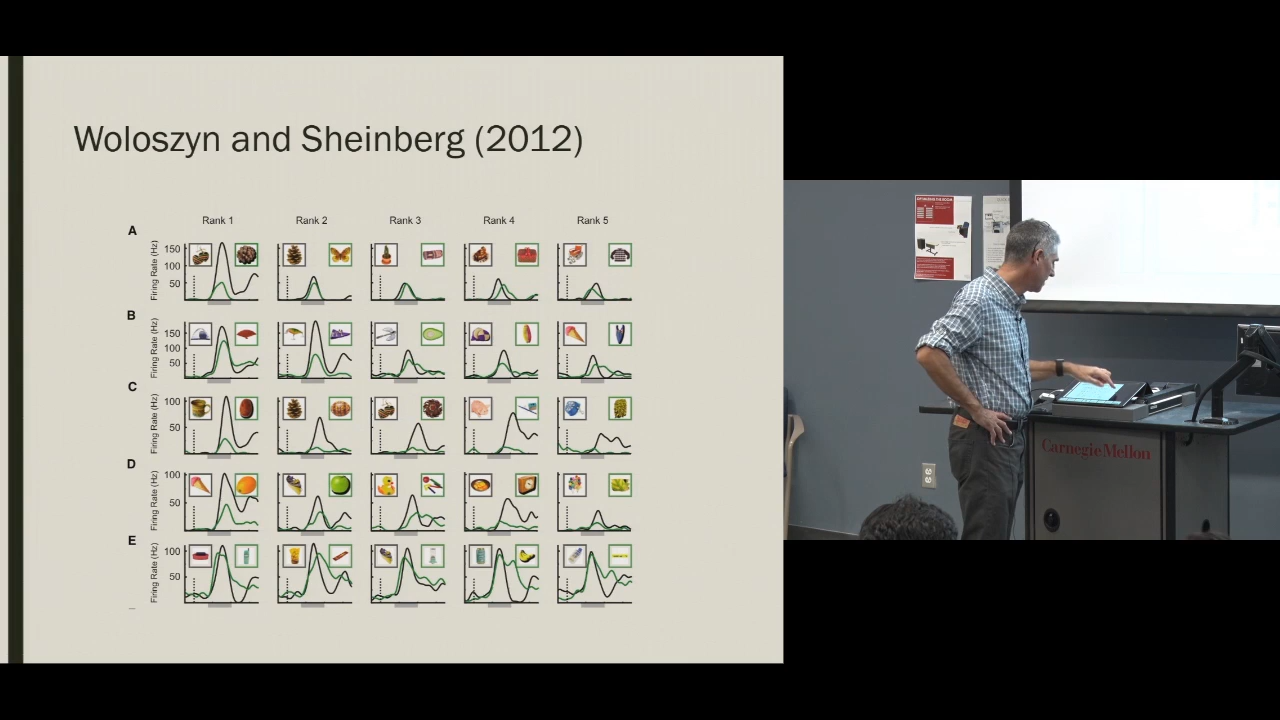 Woloszyn and Sheinberg (2012)
Rank 1 Rank 2 Rank 3 Rank 4 Rank 5
A
Firing Rate (Hz)
150
100
50
B
Firing Rate (Hz)
150
100
50
C
Firing Rate (Hz)
100
50
D
Firing Rate (Hz)
100
50
E
Firing Rate (Hz)
100
50
Carnegie Mellon